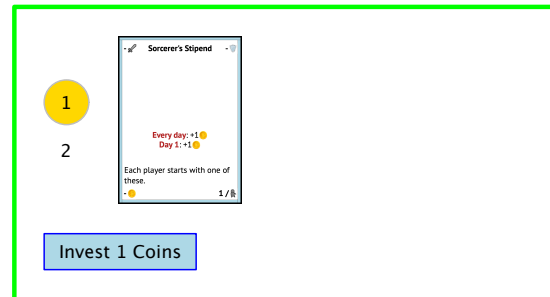 - Sorcerer's Stipend -
1
2
Every day: +1
Day 1: +1
Each player starts with one of
these.
- 1 /
Invest 1 Coins